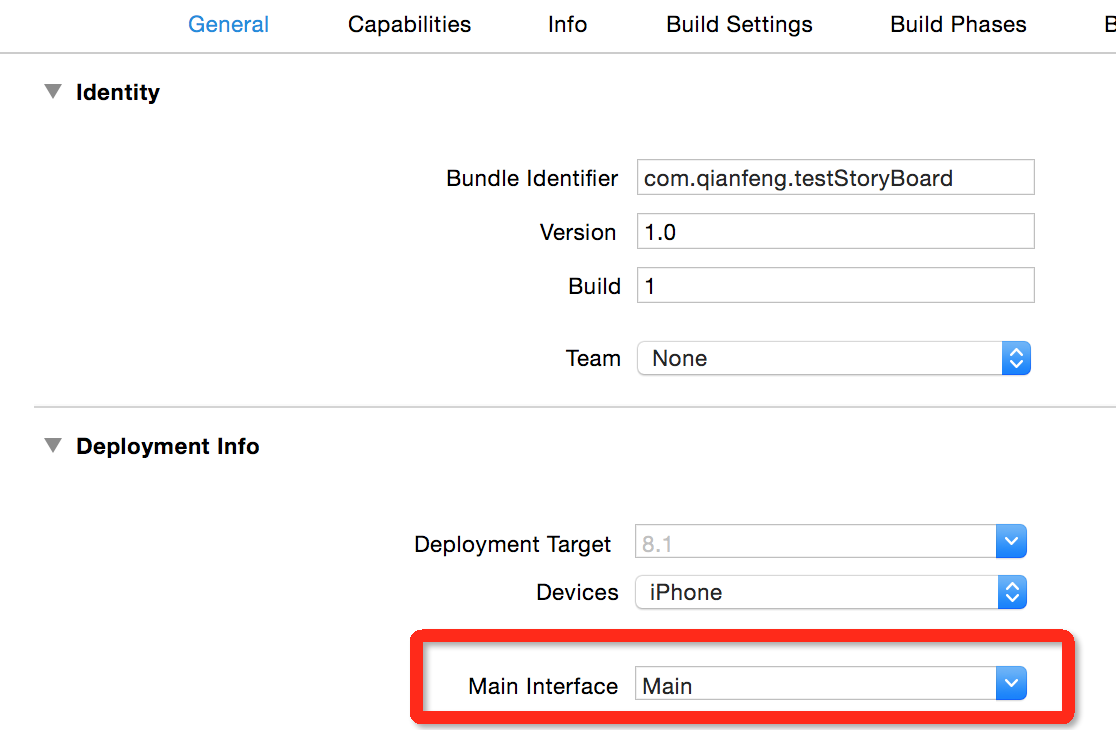 General Capabilities Info Build Settings Build Phases B
Identity
Bundle Identifier com.qianfeng.testStoryBoard
Version 1.0
Build 1
Team None
Deployment Info
Deployment Target 8.1
Devices iPhone
Main Interface Main